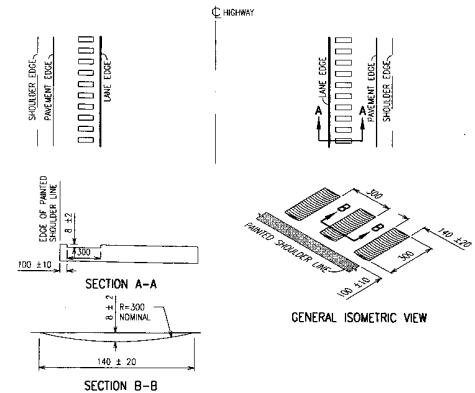 ℄ HIGHWAY
SHOULDER EDGE
PAVEMENT EDGE
LANE EDGE
LANE EDGE
PAVEMENT EDGE
SHOULDER EDGE
A
A
EDGE OF PAINTED
SHOULDER LINE
8 ±2
300
100 ±10
SECTION A-A
8 ± 2
R=300
NOMINAL
140 ± 20
SECTION B-B
300
B
B
140 ±20
300
PAINTED SHOULDER LINE
100 ±10
GENERAL ISOMETRIC VIEW